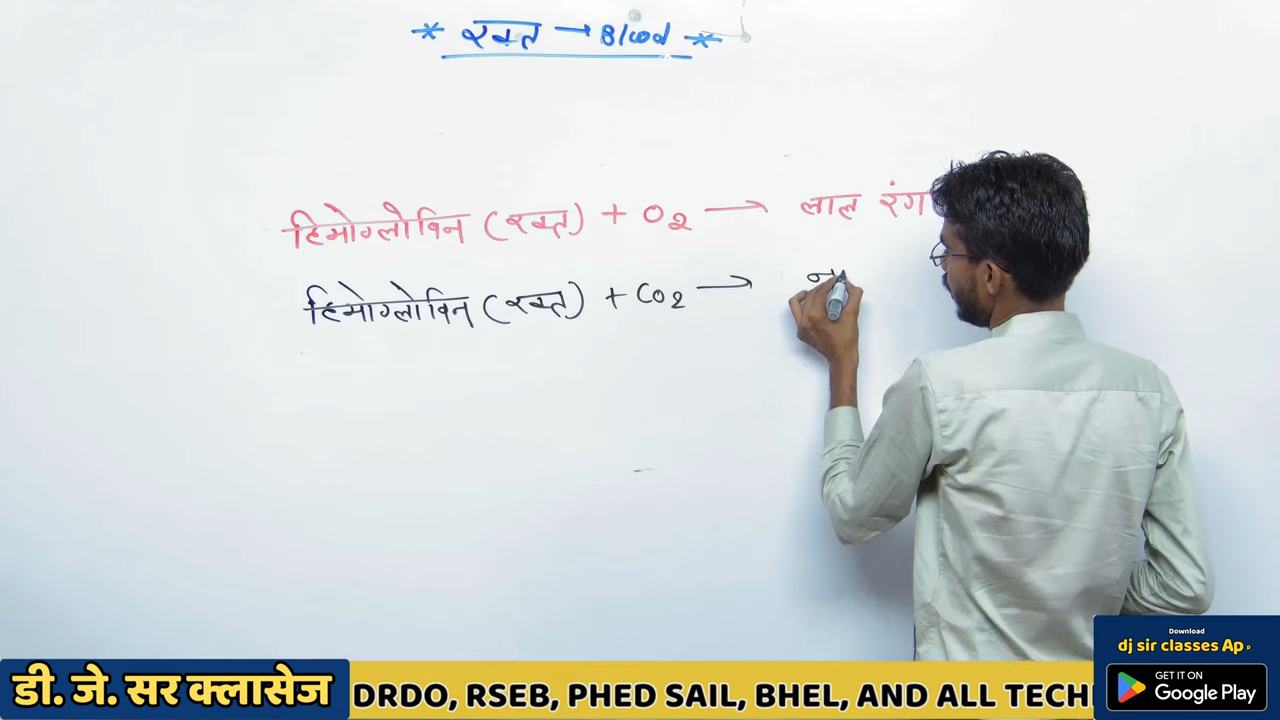 * रक्त → Blood *
हिमोग्लोबिन (रक्त) + O2 → लाल रंग
हिमोग्लोबिन (रक्त) + CO2 →
Download
dj sir classes Ap
GET IT ON
Google Play
डी. जे. सर क्लासेज
DRDO, RSEB, PHED SAIL, BHEL, AND ALL